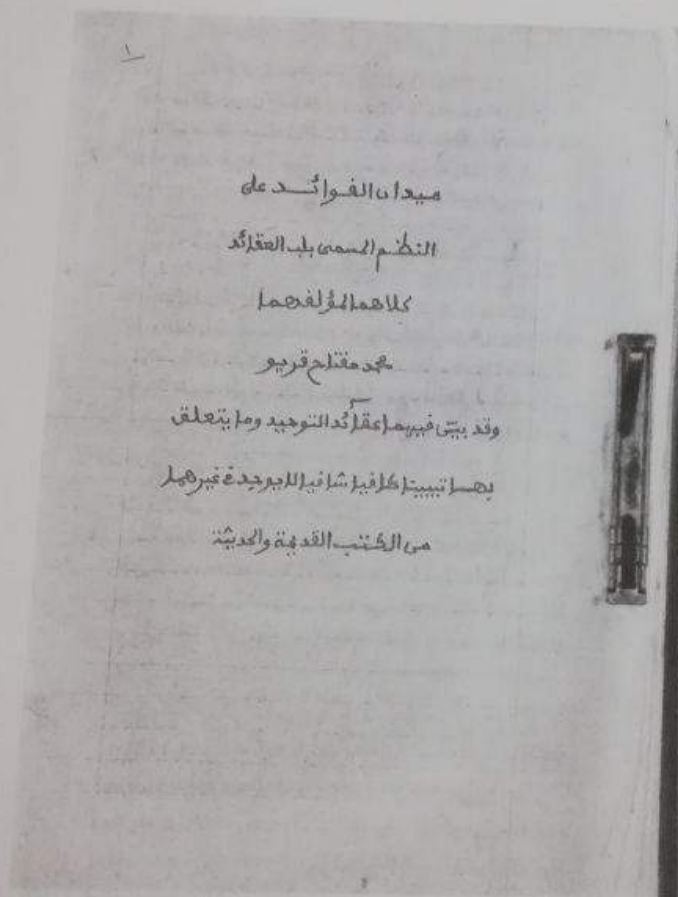 ١
ميدان الفوائد على
النظم المسمى بلب العقائد
كلاهما لمؤلفهما
محمد مفتاح قريو
وقد بيّن فيهما عقائد التوحيد وما يتعلق
بها تبيينا كافيا شافيا لا يوجد في غيرهما
من الكتب القديمة والحديثة